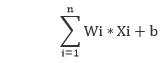 n
∑ Wi * Xi + b
i=1